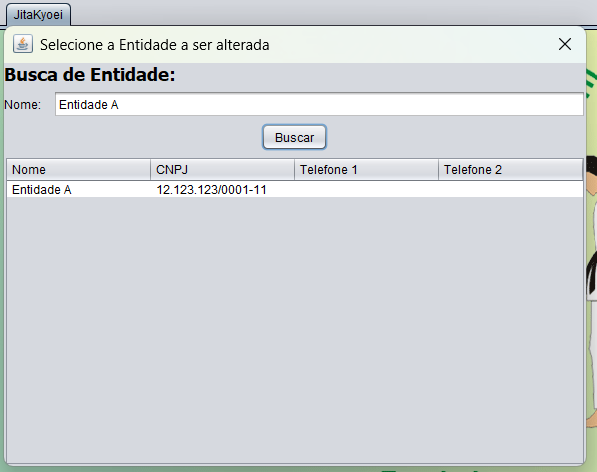 JitaKyoei
Selecione a Entidade a ser alterada
Busca de Entidade:
Nome: Entidade A
Buscar
Nome CNPJ Telefone 1 Telefone 2
Entidade A 12.123.123/0001-11